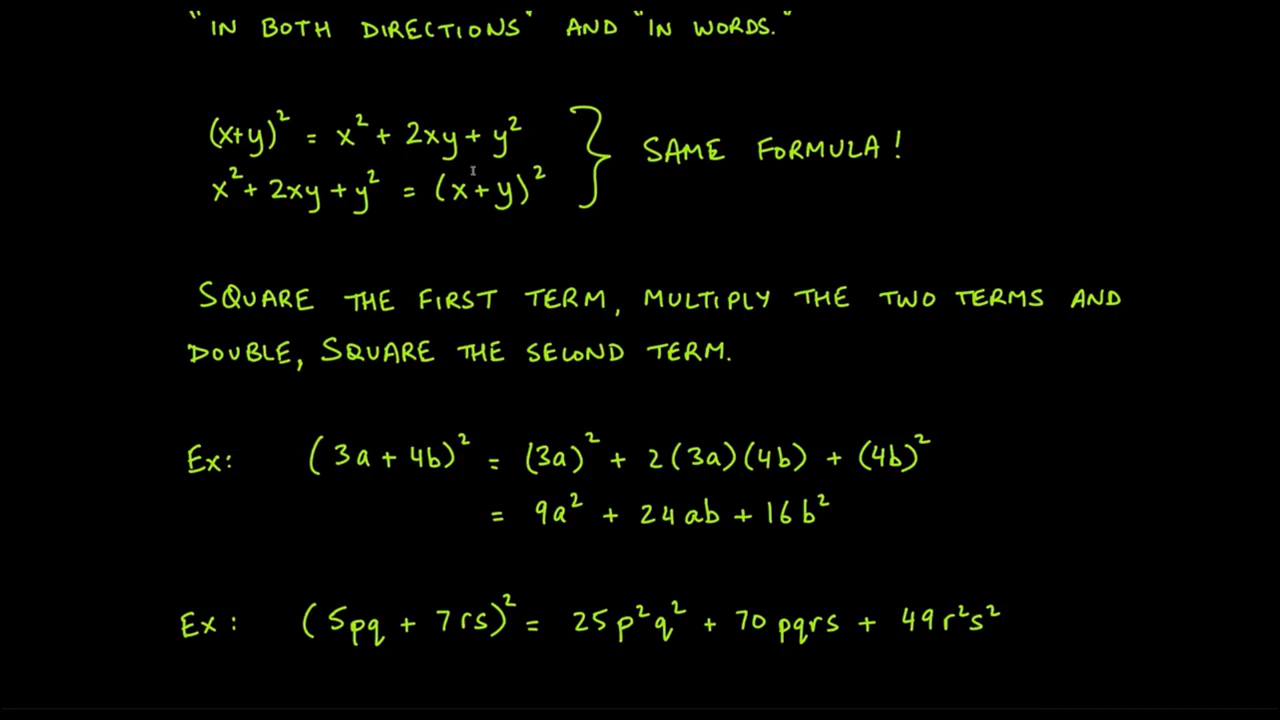 "IN BOTH DIRECTIONS" AND "IN WORDS."
(x+y)² = x² + 2xy + y²
x² + 2xy + y² = (x+y)²
} SAME FORMULA!
SQUARE THE FIRST TERM, MULTIPLY THE TWO TERMS AND
DOUBLE, SQUARE THE SECOND TERM.
Ex: (3a + 4b)² = (3a)² + 2(3a)(4b) + (4b)²
= 9a² + 24ab + 16b²
Ex: (5pq + 7rs)² = 25p²q² + 70pqrs + 49r²s²